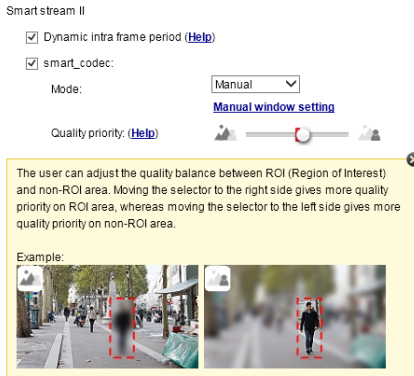 Smart stream II
Dynamic intra frame period (Help)
smart_codec:
Mode:
Manual
Manual window setting
Quality priority: (Help)
The user can adjust the quality balance between ROI (Region of Interest)
and non-ROI area. Moving the selector to the right side gives more quality
priority on ROI area, whereas moving the selector to the left side gives more
quality priority on non-ROI area.
Example: